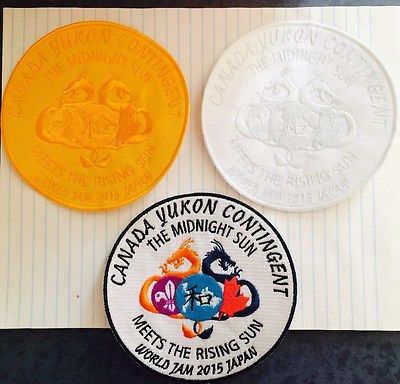 CANADA YUKON CONTINGENT
THE MIDNIGHT SUN
和
MEETS THE RISING SUN
WORLD JAM 2015 JAPAN
CANADA YUKON CONTINGENT
THE MIDNIGHT SUN
和
MEETS THE RISING SUN
WORLD JAM 2015 JAPAN
CANADA YUKON CONTINGENT
THE MIDNIGHT SUN
和
MEETS THE RISING SUN
WORLD JAM 2015 JAPAN